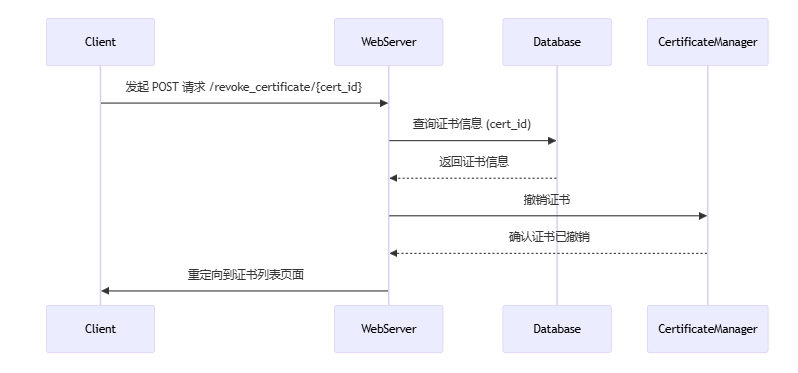 Client
WebServer
Database
CertificateManager
发起 POST 请求 /revoke_certificate/{cert_id}
查询证书信息 (cert_id)
返回证书信息
撤销证书
确认证书已撤销
重定向到证书列表页面
Client
WebServer
Database
CertificateManager